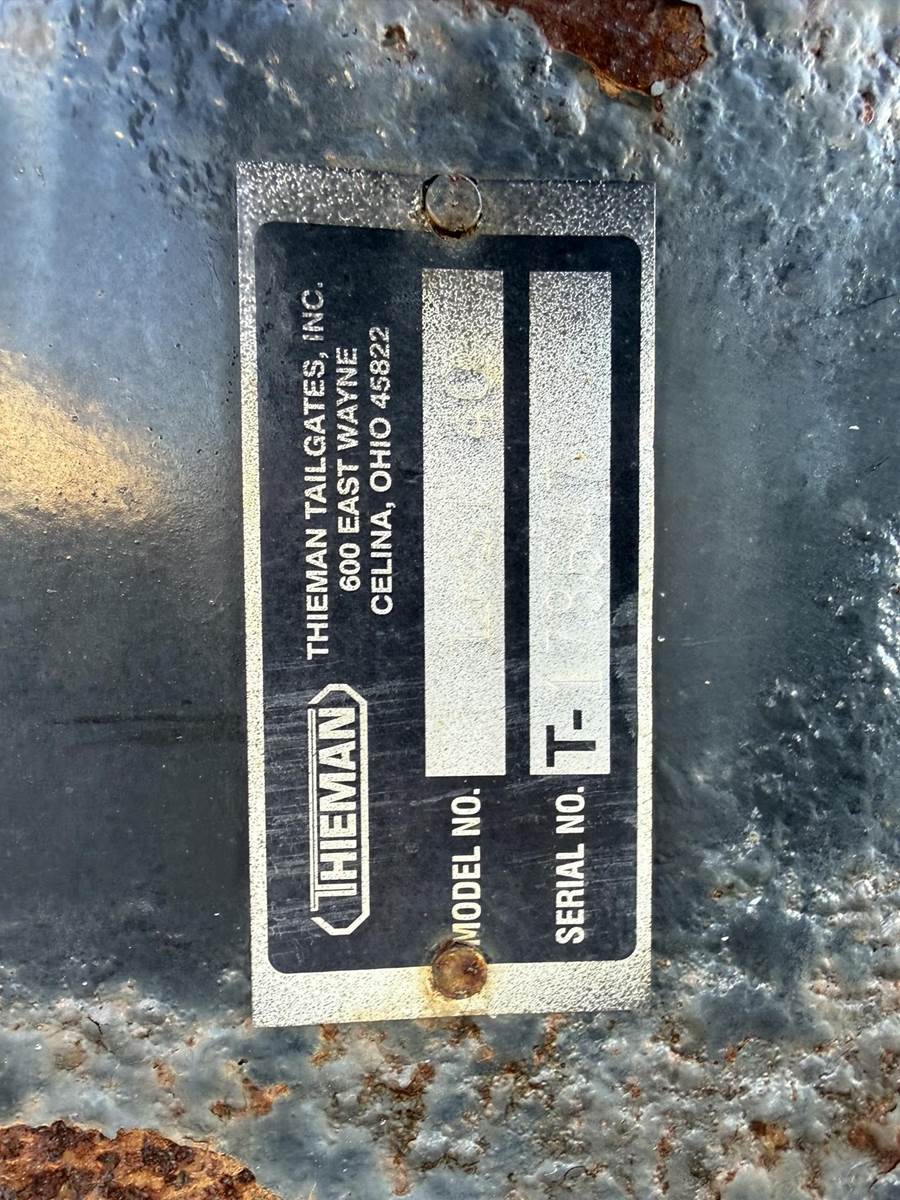 THIEMAN
THIEMAN TAILGATES, INC.
600 EAST WAYNE
CELINA, OHIO 45822
MODEL NO.
SERIAL NO. T-